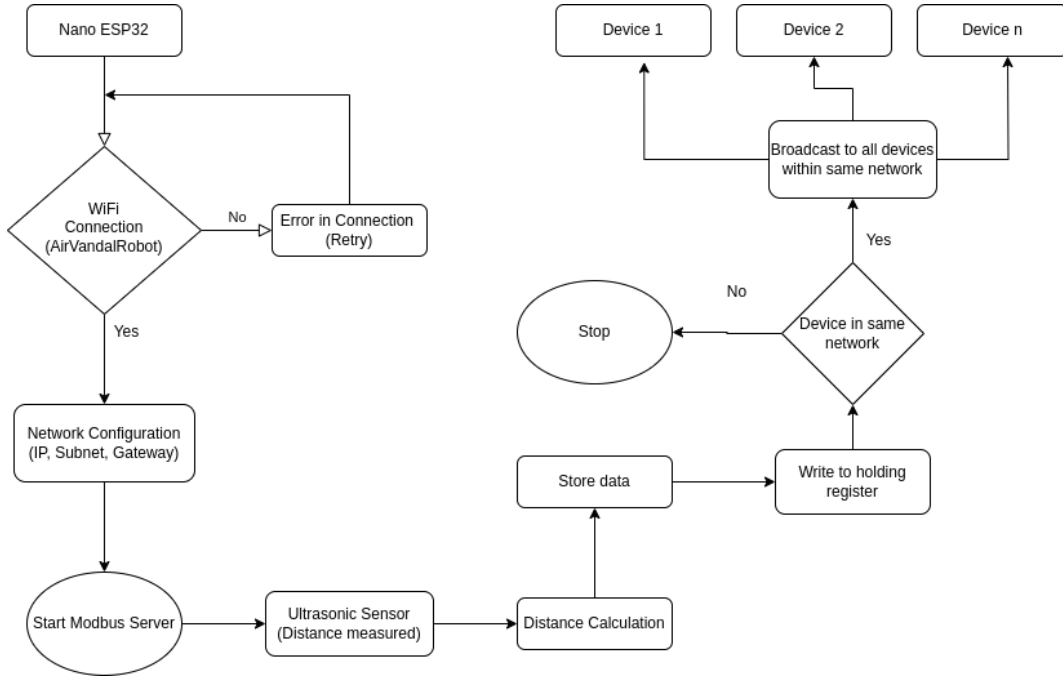 Nano ESP32
WiFi
Connection
(AirVandalRobot)
No
Error in Connection
(Retry)
Yes
Network Configuration
(IP, Subnet, Gateway)
Start Modbus Server
Ultrasonic Sensor
(Distance measured)
Distance Calculation
Store data
Write to holding
register
Device in same
network
No
Stop
Yes
Broadcast to all devices
within same network
Device 1
Device 2
Device n